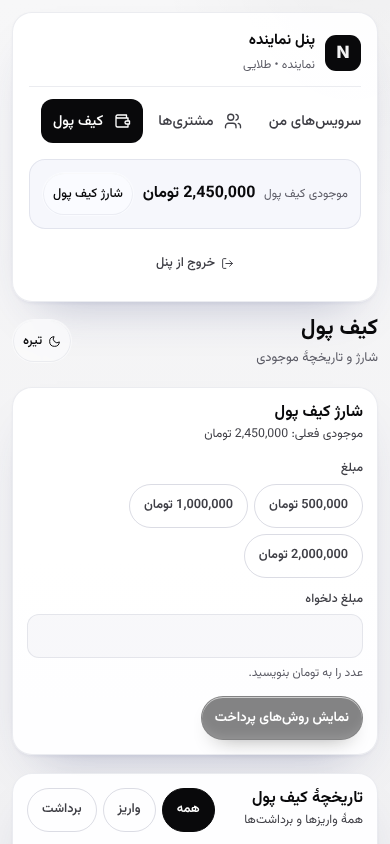 N
پنل نماینده
نماینده • طلایی
سرویس‌های من
مشتری‌ها
کیف پول
موجودی کیف پول 2,450,000 تومان
شارژ کیف پول
خروج از پنل
کیف پول
شارژ و تاریخچهٔ موجودی
تیره
شارژ کیف پول
موجودی فعلی: 2,450,000 تومان
مبلغ
500,000 تومان
1,000,000 تومان
2,000,000 تومان
مبلغ دلخواه
عدد را به تومان بنویسید.
نمایش روش‌های پرداخت
تاریخچهٔ کیف پول
همهٔ واریزها و برداشت‌ها
همه
واریز
برداشت